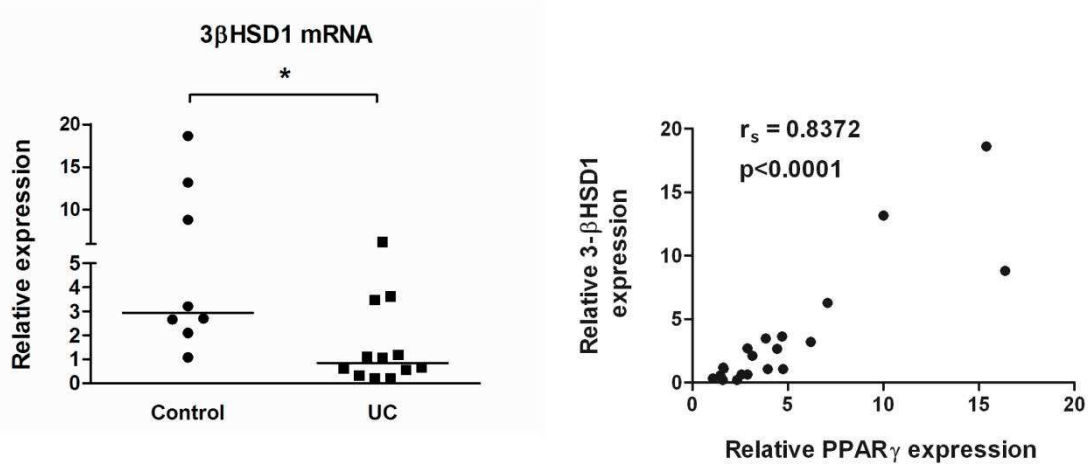 3βHSD1 mRNA
*
Relative expression
20
15
10
5
4
3
2
1
0
Control
UC
r_s = 0.8372
p<0.0001
Relative 3-βHSD1
expression
20
15
10
5
0
0
5
10
15
20
Relative PPARγ expression